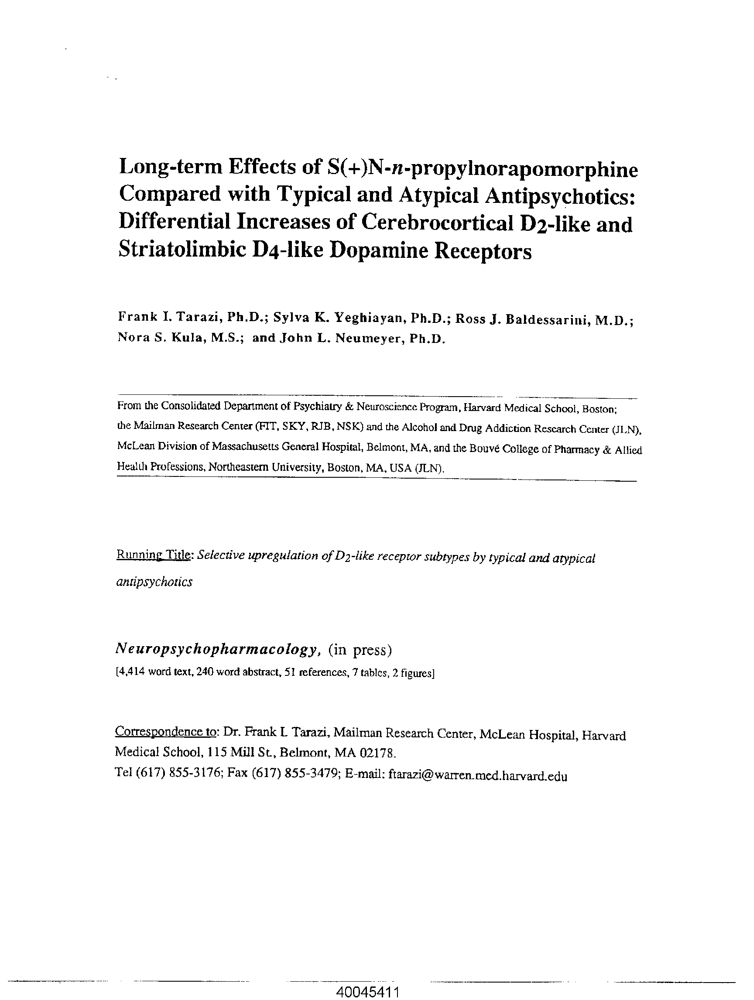 Long-term Effects of S(+)N-n-propylnorapomorphine
Compared with Typical and Atypical Antipsychotics:
Differential Increases of Cerebrocortical D2-like and
Striatolimbic D4-like Dopamine Receptors
Frank I. Tarazi, Ph.D.; Sylva K. Yeghiayan, Ph.D.; Ross J. Baldessarini, M.D.;
Nora S. Kula, M.S.; and John L. Neumeyer, Ph.D.
From the Consolidated Department of Psychiatry & Neuroscience Program, Harvard Medical School, Boston;
the Mailman Research Center (FIT, SKY, RJB, NSK) and the Alcohol and Drug Addiction Research Center (JLN),
McLean Division of Massachusetts General Hospital, Belmont, MA, and the Bouvé College of Pharmacy & Allied
Health Professions, Northeastern University, Boston, MA, USA (JLN).
Running Title: Selective upregulation of D2-like receptor subtypes by typical and atypical
antipsychotics
Neuropsychopharmacology, (in press)
[4,414 word text, 240 word abstract, 51 references, 7 tables, 2 figures]
Correspondence to: Dr. Frank I. Tarazi, Mailman Research Center, McLean Hospital, Harvard
Medical School, 115 Mill St., Belmont, MA 02178.
Tel (617) 855-3176; Fax (617) 855-3479; E-mail: ftarazi@warren.med.harvard.edu
40045411